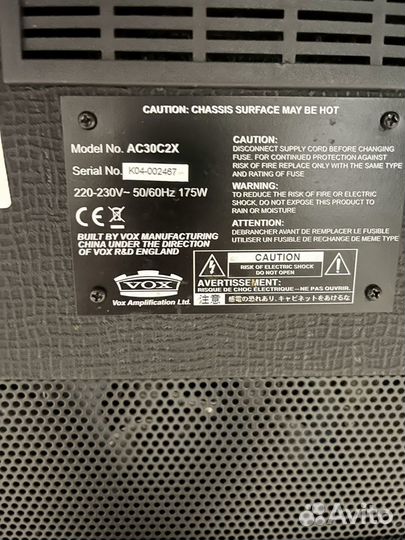 CAUTION: CHASSIS SURFACE MAY BE HOT
Model No. AC30C2X
Serial No. K04-002467
220-230V~ 50/60Hz 175W
CE
BUILT BY VOX MANUFACTURING
CHINA UNDER THE DIRECTION
OF VOX R&D ENGLAND
VOX
Vox Amplification Ltd.
CAUTION:
DISCONNECT SUPPLY CORD BEFORE CHANGING
FUSE. FOR CONTINUED PROTECTION AGAINST
RISK OF FIRE REPLACE ONLY WITH THE SAME TYPE
AND RATING OF FUSE
WARNING:
TO REDUCE THE RISK OF FIRE OR ELECTRIC
SHOCK, DO NOT EXPOSE THIS PRODUCT TO
RAIN OR MOISTURE
ATTENTION:
DEBRANCHER AVANT DE REMPLACER LE FUSIBLE
UTILISER UN FUSIBLE DE RECHANGE DE MEME TYPE
CAUTION
RISK OF ELECTRIC SHOCK
DO NOT OPEN
AVERTISSEMENT:
RISQUE DE CHOC ÉLECTRIQUE—NE PAS OUVRIR.
注意 感電の恐れあり、キャビネットをあけるな
Avito